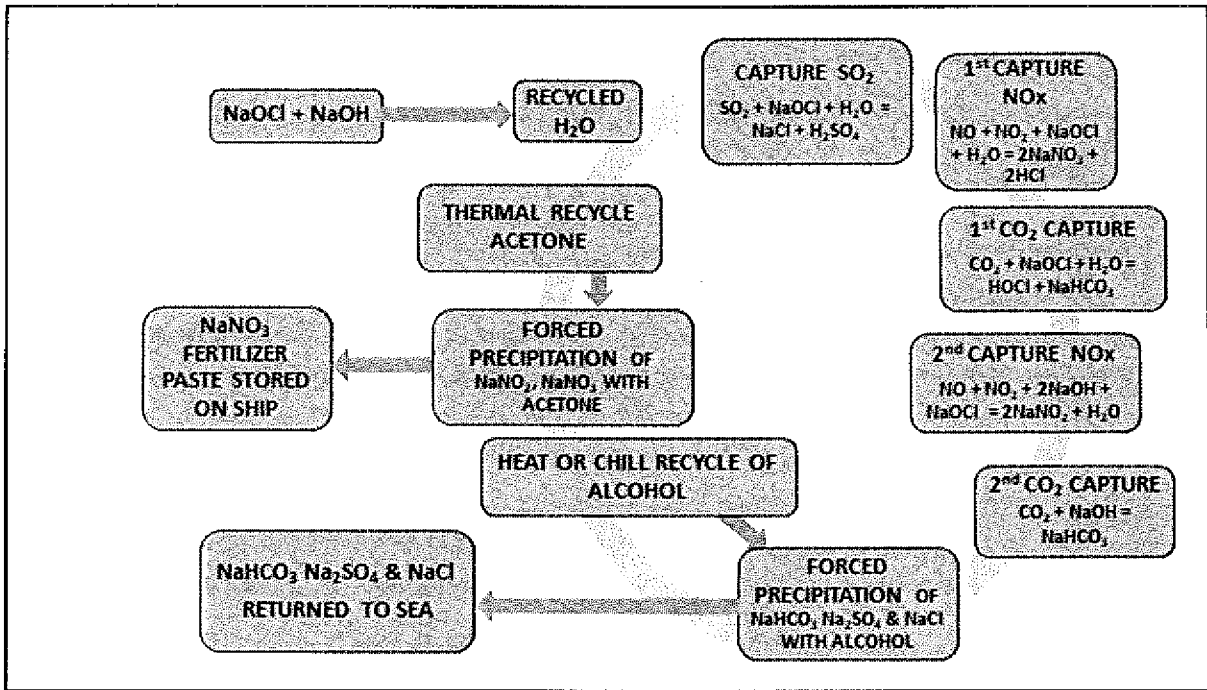 NaOCl + NaOH
RECYCLED
H₂O
CAPTURE SO₂
SO₂ + NaOCl + H₂O =
NaCl + H₂SO₄
1ˢᵗ CAPTURE
NOx
NO + NO₂ + NaOCl
+ H₂O = 2NaNO₃ +
2HCl
THERMAL RECYCLE
ACETONE
1ˢᵗ CO₂ CAPTURE
CO₂ + NaOCl + H₂O =
HOCl + NaHCO₃
NaNO₃
FERTILIZER
PASTE STORED
ON SHIP
FORCED
PRECIPITATION OF
NaNO₂, NaNO₃ WITH
ACETONE
2ⁿᵈ CAPTURE NOx
NO + NO₂ + 2NaOH +
NaOCl = 2NaNO₂ + H₂O
HEAT OR CHILL RECYCLE OF
ALCOHOL
2ⁿᵈ CO₂ CAPTURE
CO₂ + NaOH =
NaHCO₃
NaHCO₃ Na₂SO₄ & NaCl
RETURNED TO SEA
FORCED
PRECIPITATION OF
NaHCO₃ Na₂SO₄ & NaCl
WITH ALCOHOL